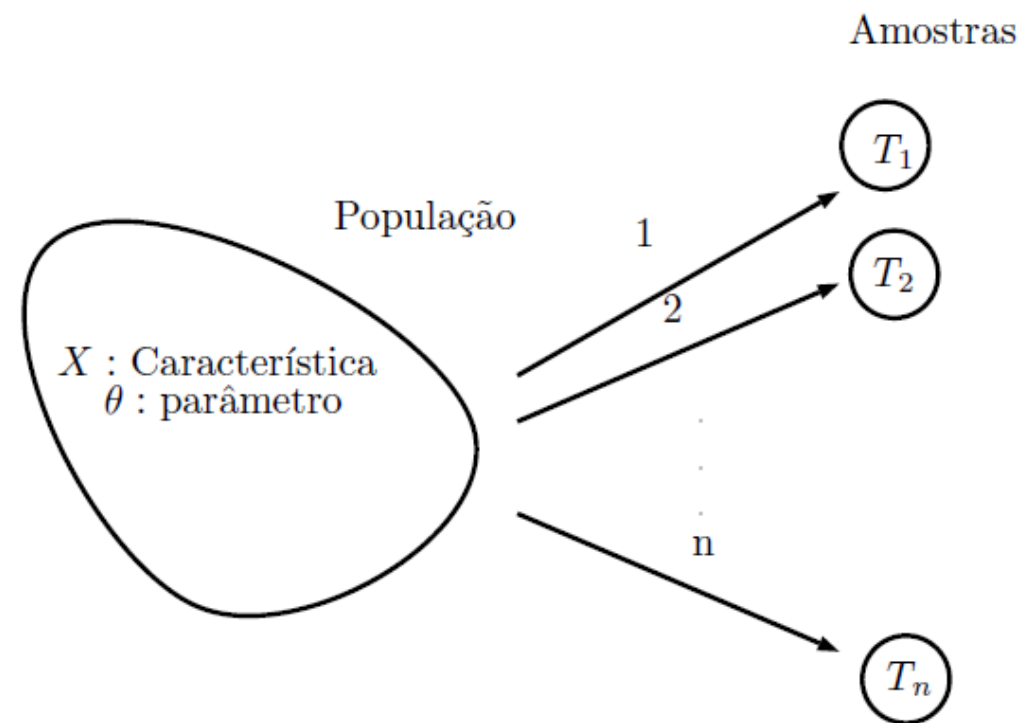 Amostras
T₁
População
1
T₂
2
X : Característica
θ : parâmetro
n
Tₙ